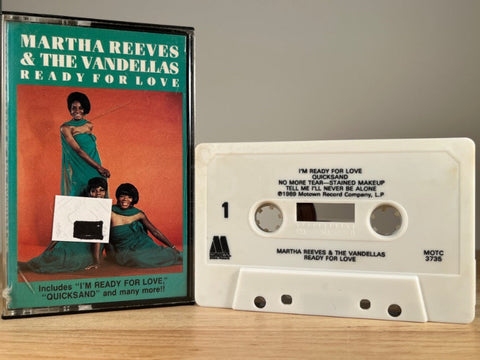 MARTHA REEVES
& THE VANDELLAS
READY FOR LOVE
Includes "I'M READY FOR LOVE,"
"QUICKSAND" and many more!!
I'M READY FOR LOVE
QUICKSAND
NO MORE TEAR—STAINED MAKEUP
TELL ME I'LL NEVER BE ALONE
©1989 Motown Record Company, L.P
1
MARTHA REEVES & THE VANDELLAS
READY FOR LOVE
MOTC
3735